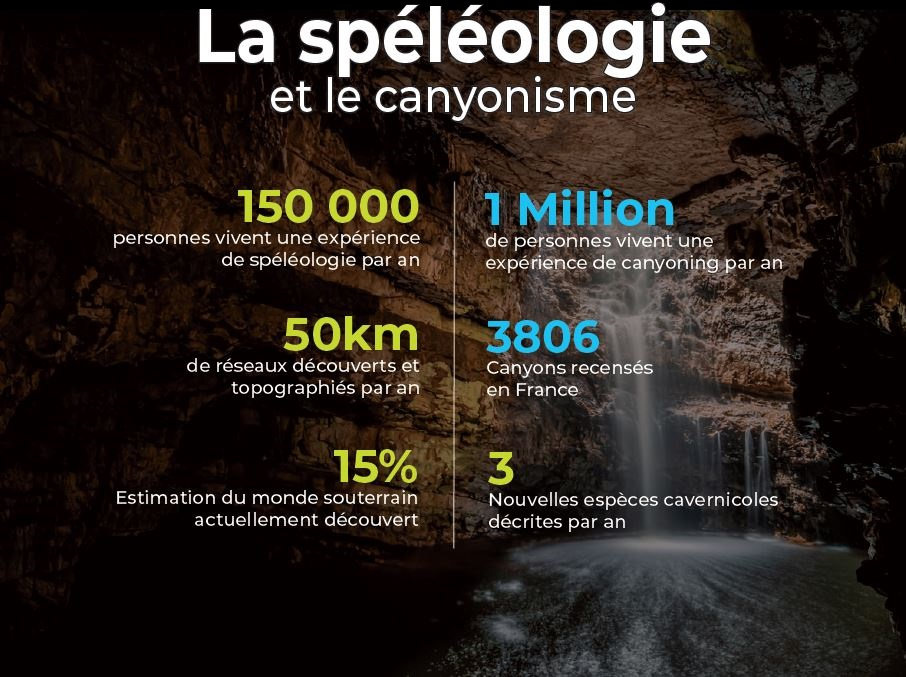 La spéléologie
et le canyonisme
150 000
personnes vivent une expérience
de spéléologie par an
50km
de réseaux découverts et
topographiés par an
15%
Estimation du monde souterrain
actuellement découvert
1 Million
de personnes vivent une
expérience de canyoning par an
3806
Canyons recensés
en France
3
Nouvelles espèces cavernicoles
décrites par an